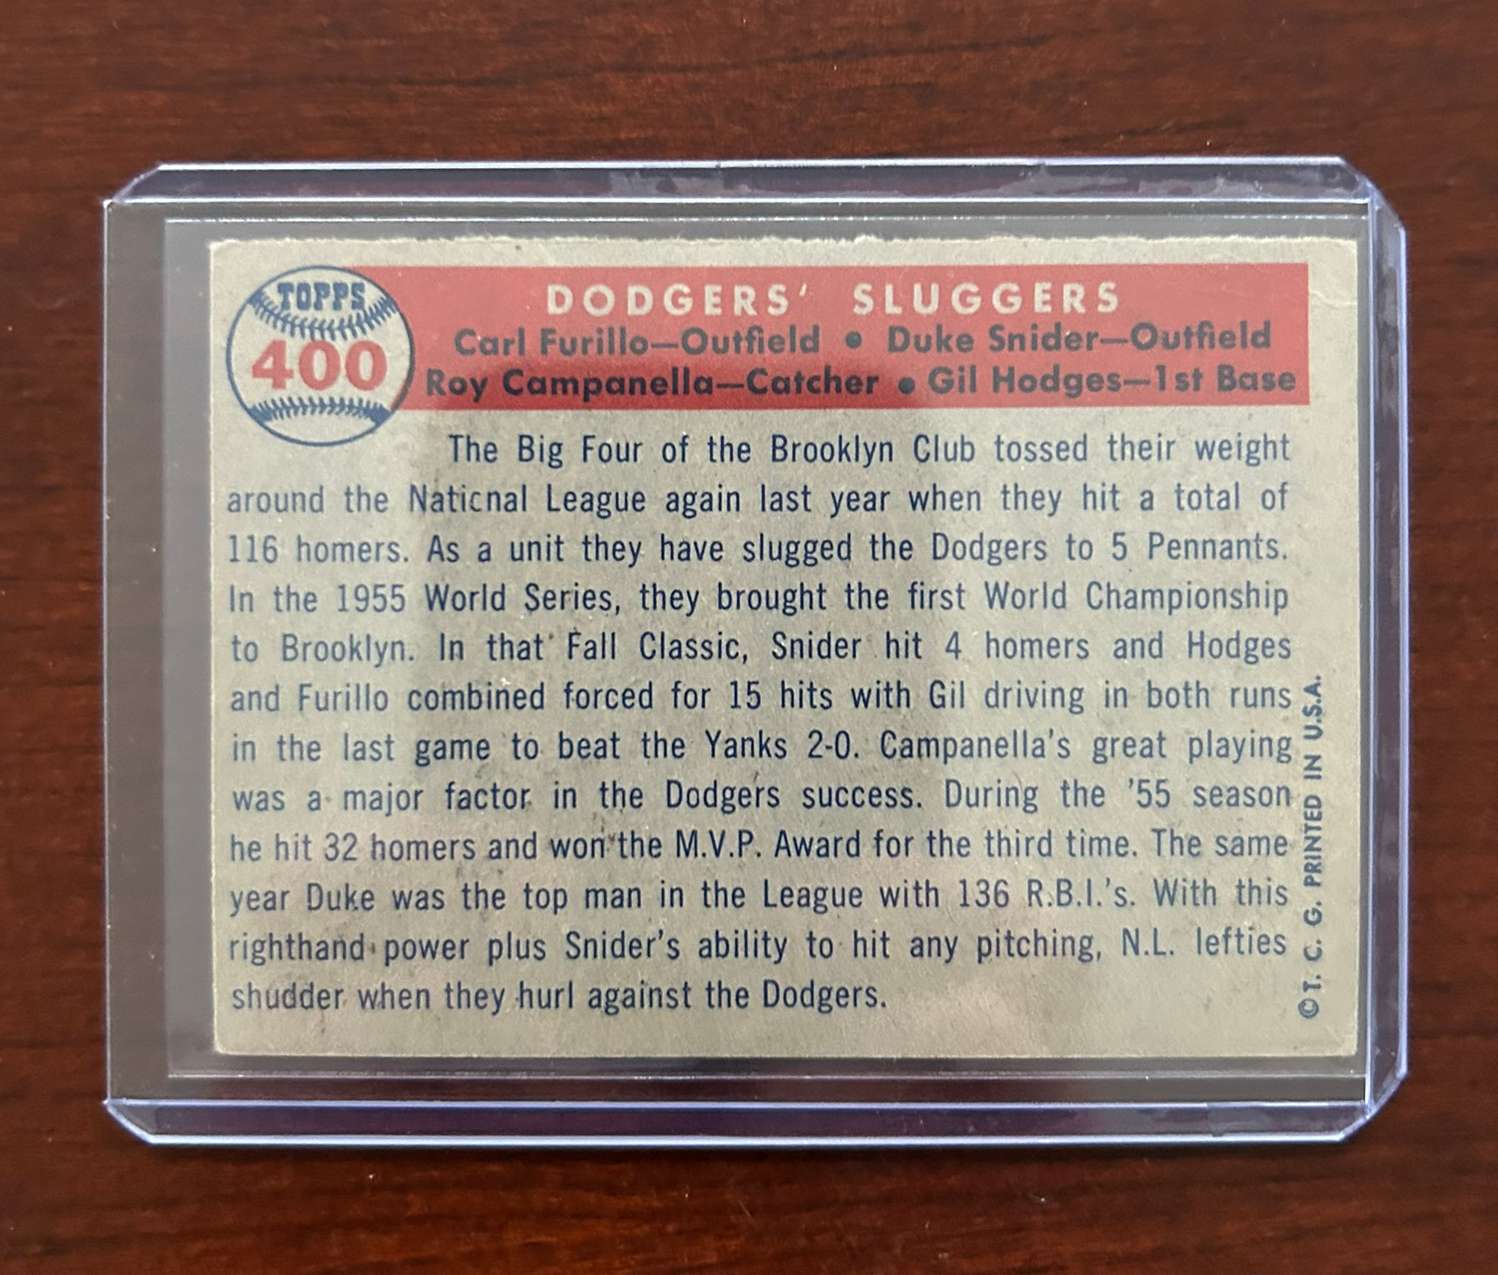 TOPPS
400
DODGERS' SLUGGERS
Carl Furillo—Outfield • Duke Snider—Outfield
Roy Campanella—Catcher • Gil Hodges—1st Base
The Big Four of the Brooklyn Club tossed their weight
around the National League again last year when they hit a total of
116 homers. As a unit they have slugged the Dodgers to 5 Pennants.
In the 1955 World Series, they brought the first World Championship
to Brooklyn. In that Fall Classic, Snider hit 4 homers and Hodges
and Furillo combined forced for 15 hits with Gil driving in both runs
in the last game to beat the Yanks 2-0. Campanella's great playing
was a major factor in the Dodgers success. During the '55 season
he hit 32 homers and won the M.V.P. Award for the third time. The same
year Duke was the top man in the League with 136 R.B.I.'s. With this
righthand power plus Snider's ability to hit any pitching, N.L. lefties
shudder when they hurl against the Dodgers.
©T. C. G. PRINTED IN U.S.A.